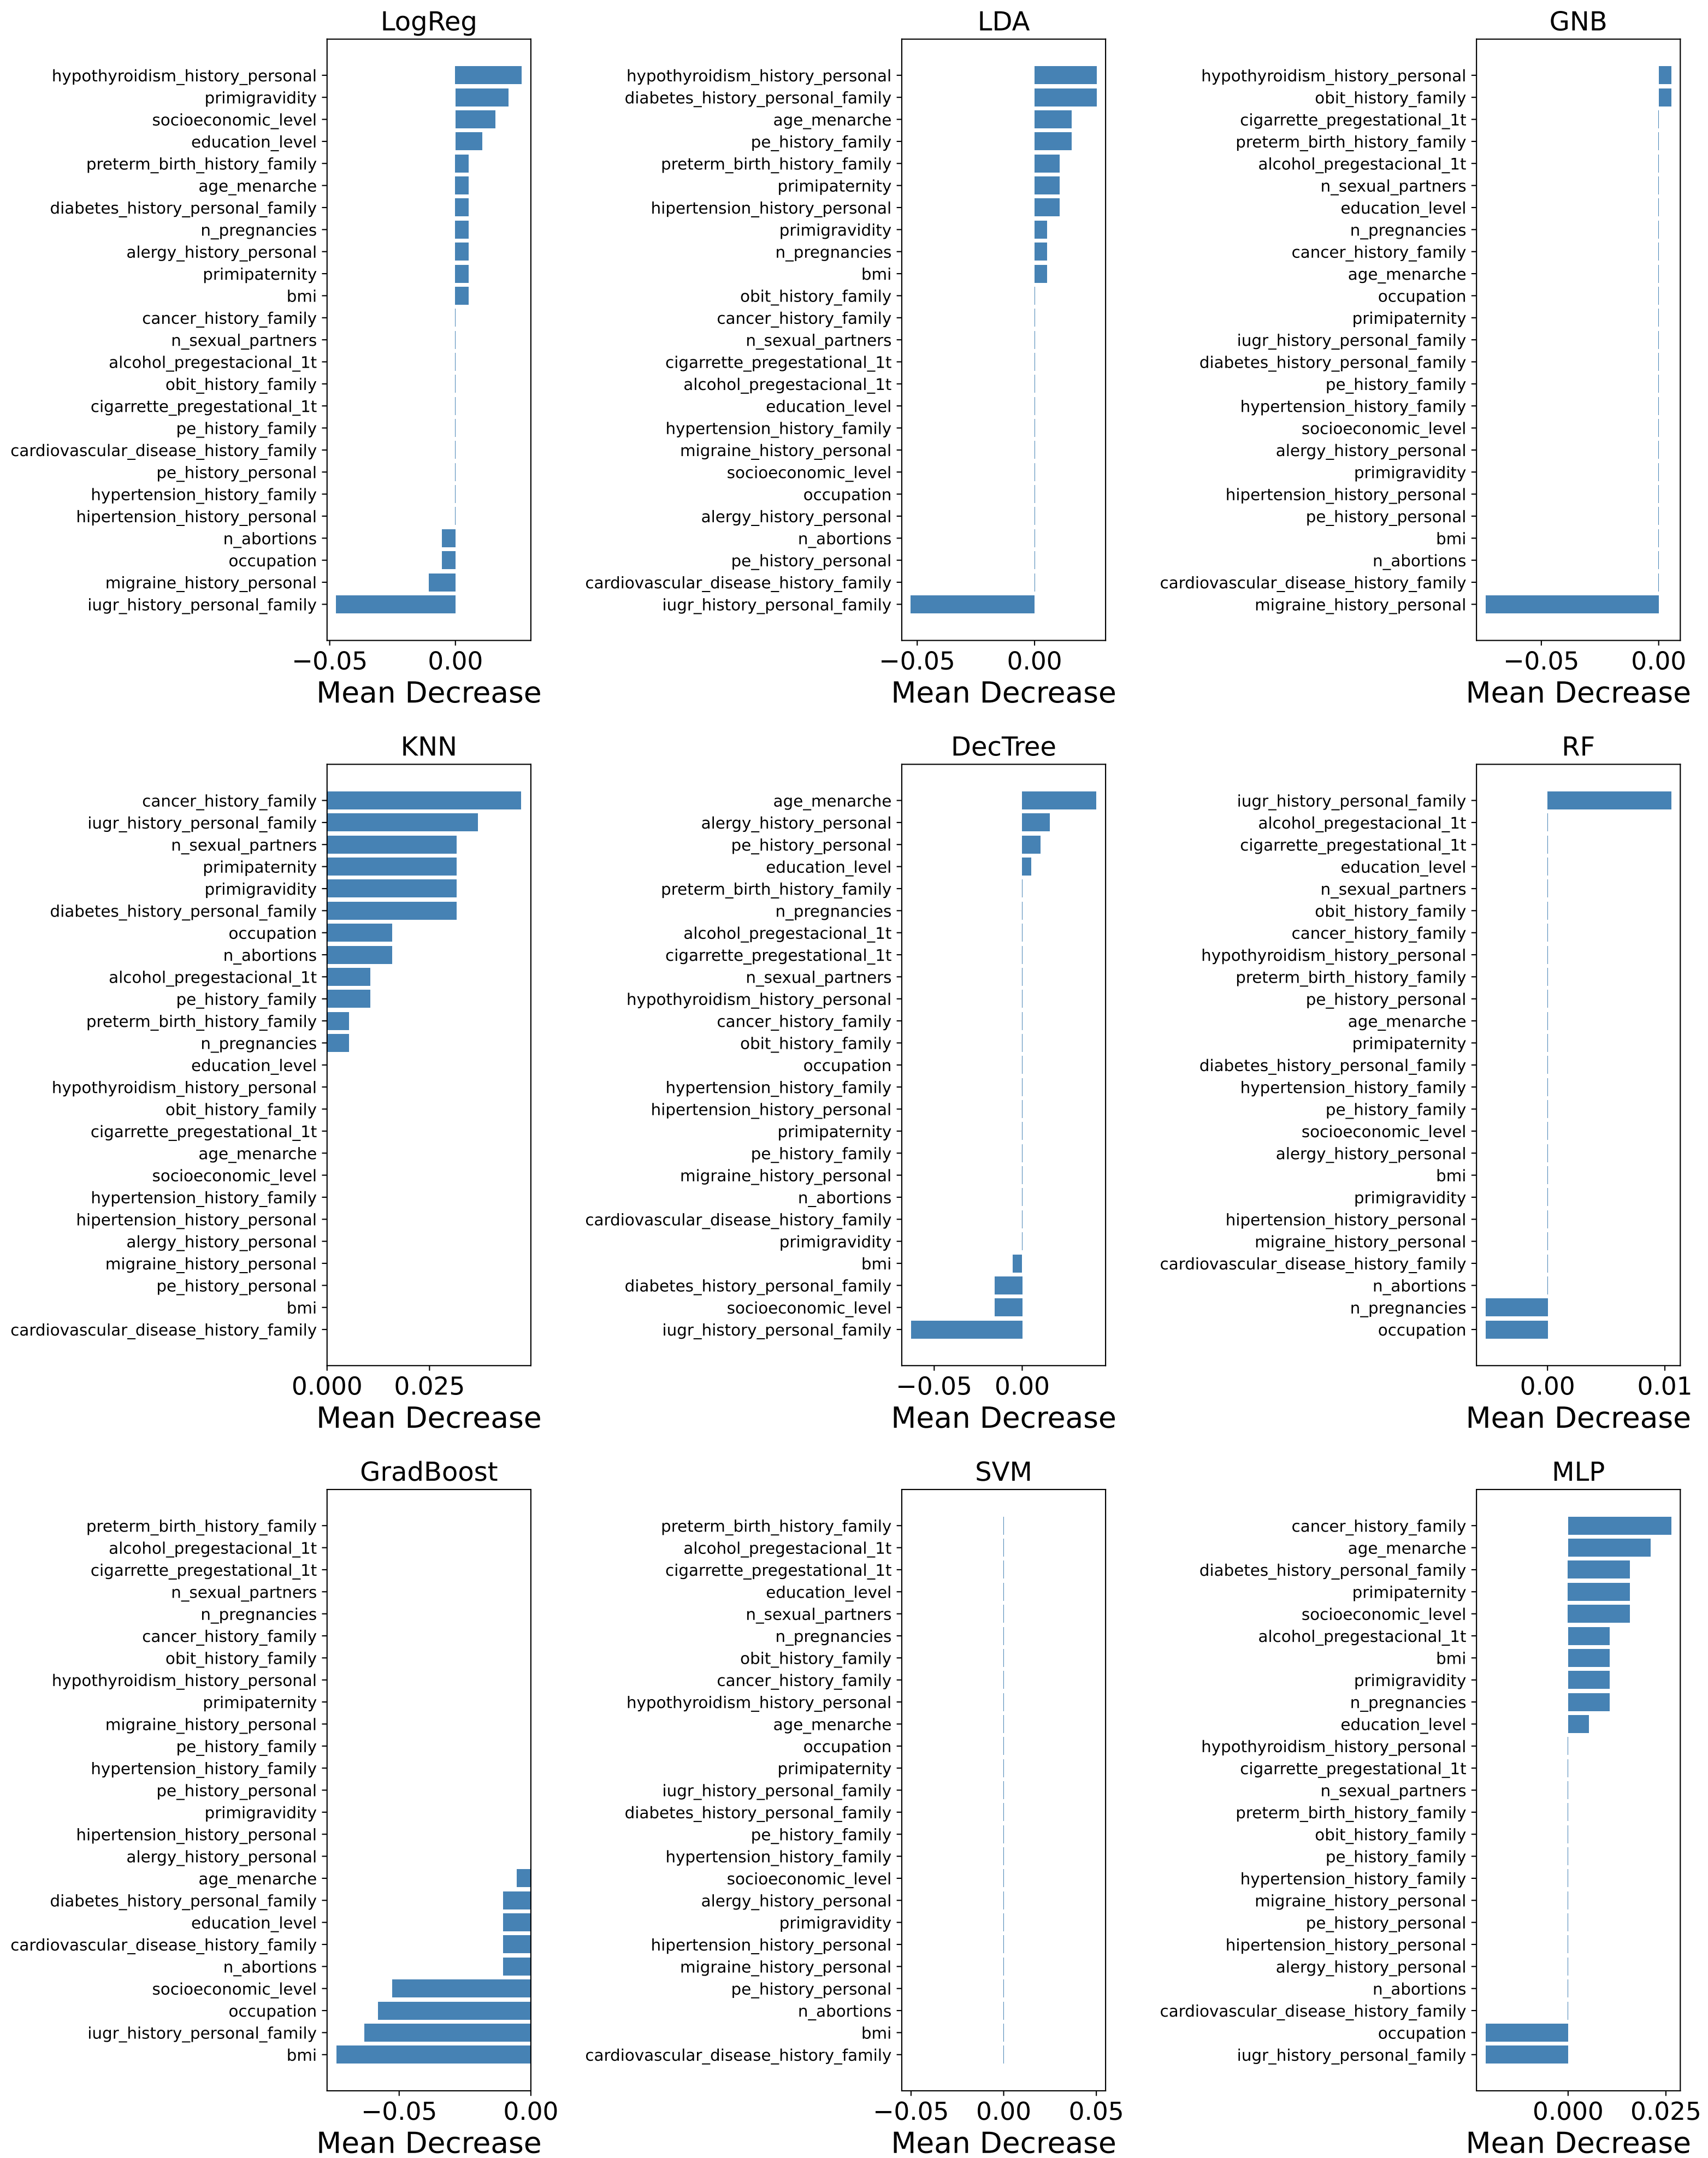 LogReg
hypothyroidism_history_personal
primigravidity
socioeconomic_level
education_level
preterm_birth_history_family
age_menarche
diabetes_history_personal_family
n_pregnancies
alergy_history_personal
primipaternity
bmi
cancer_history_family
n_sexual_partners
alcohol_pregestacional_1t
obit_history_family
cigarrette_pregestational_1t
pe_history_family
cardiovascular_disease_history_family
pe_history_personal
hypertension_history_family
hipertension_history_personal
n_abortions
occupation
migraine_history_personal
iugr_history_personal_family
−0.05 0.00
Mean Decrease
LDA
hypothyroidism_history_personal
diabetes_history_personal_family
age_menarche
pe_history_family
preterm_birth_history_family
primipaternity
hipertension_history_personal
primigravidity
n_pregnancies
bmi
obit_history_family
cancer_history_family
n_sexual_partners
cigarrette_pregestational_1t
alcohol_pregestacional_1t
education_level
hypertension_history_family
migraine_history_personal
socioeconomic_level
occupation
alergy_history_personal
n_abortions
pe_history_personal
cardiovascular_disease_history_family
iugr_history_personal_family
−0.05 0.00
Mean Decrease
GNB
hypothyroidism_history_personal
obit_history_family
cigarrette_pregestational_1t
preterm_birth_history_family
alcohol_pregestacional_1t
n_sexual_partners
education_level
n_pregnancies
cancer_history_family
age_menarche
occupation
primipaternity
iugr_history_personal_family
diabetes_history_personal_family
pe_history_family
hypertension_history_family
socioeconomic_level
alergy_history_personal
primigravidity
hipertension_history_personal
pe_history_personal
bmi
n_abortions
cardiovascular_disease_history_family
migraine_history_personal
−0.05 0.00
Mean Decrease
KNN
cancer_history_family
iugr_history_personal_family
n_sexual_partners
primipaternity
primigravidity
diabetes_history_personal_family
occupation
n_abortions
alcohol_pregestacional_1t
pe_history_family
preterm_birth_history_family
n_pregnancies
education_level
hypothyroidism_history_personal
obit_history_family
cigarrette_pregestational_1t
age_menarche
socioeconomic_level
hypertension_history_family
hipertension_history_personal
alergy_history_personal
migraine_history_personal
pe_history_personal
bmi
cardiovascular_disease_history_family
0.000 0.025
Mean Decrease
DecTree
age_menarche
alergy_history_personal
pe_history_personal
education_level
preterm_birth_history_family
n_pregnancies
alcohol_pregestacional_1t
cigarrette_pregestational_1t
n_sexual_partners
hypothyroidism_history_personal
cancer_history_family
obit_history_family
occupation
hypertension_history_family
hipertension_history_personal
primipaternity
pe_history_family
migraine_history_personal
n_abortions
cardiovascular_disease_history_family
primigravidity
bmi
diabetes_history_personal_family
socioeconomic_level
iugr_history_personal_family
−0.05 0.00
Mean Decrease
RF
iugr_history_personal_family
alcohol_pregestacional_1t
cigarrette_pregestational_1t
education_level
n_sexual_partners
obit_history_family
cancer_history_family
hypothyroidism_history_personal
preterm_birth_history_family
pe_history_personal
age_menarche
primipaternity
diabetes_history_personal_family
hypertension_history_family
pe_history_family
socioeconomic_level
alergy_history_personal
bmi
primigravidity
hipertension_history_personal
migraine_history_personal
cardiovascular_disease_history_family
n_abortions
n_pregnancies
occupation
0.00 0.01
Mean Decrease
GradBoost
preterm_birth_history_family
alcohol_pregestacional_1t
cigarrette_pregestational_1t
n_sexual_partners
n_pregnancies
cancer_history_family
obit_history_family
hypothyroidism_history_personal
primipaternity
migraine_history_personal
pe_history_family
hypertension_history_family
pe_history_personal
primigravidity
hipertension_history_personal
alergy_history_personal
age_menarche
diabetes_history_personal_family
education_level
cardiovascular_disease_history_family
n_abortions
socioeconomic_level
occupation
iugr_history_personal_family
bmi
−0.05 0.00
Mean Decrease
SVM
preterm_birth_history_family
alcohol_pregestacional_1t
cigarrette_pregestational_1t
education_level
n_sexual_partners
n_pregnancies
obit_history_family
cancer_history_family
hypothyroidism_history_personal
age_menarche
occupation
primipaternity
iugr_history_personal_family
diabetes_history_personal_family
pe_history_family
hypertension_history_family
socioeconomic_level
alergy_history_personal
primigravidity
hipertension_history_personal
migraine_history_personal
pe_history_personal
n_abortions
bmi
cardiovascular_disease_history_family
−0.05 0.00 0.05
Mean Decrease
MLP
cancer_history_family
age_menarche
diabetes_history_personal_family
primipaternity
socioeconomic_level
alcohol_pregestacional_1t
bmi
primigravidity
n_pregnancies
education_level
hypothyroidism_history_personal
cigarrette_pregestational_1t
n_sexual_partners
preterm_birth_history_family
obit_history_family
pe_history_family
hypertension_history_family
migraine_history_personal
pe_history_personal
hipertension_history_personal
alergy_history_personal
n_abortions
cardiovascular_disease_history_family
occupation
iugr_history_personal_family
0.000 0.025
Mean Decrease